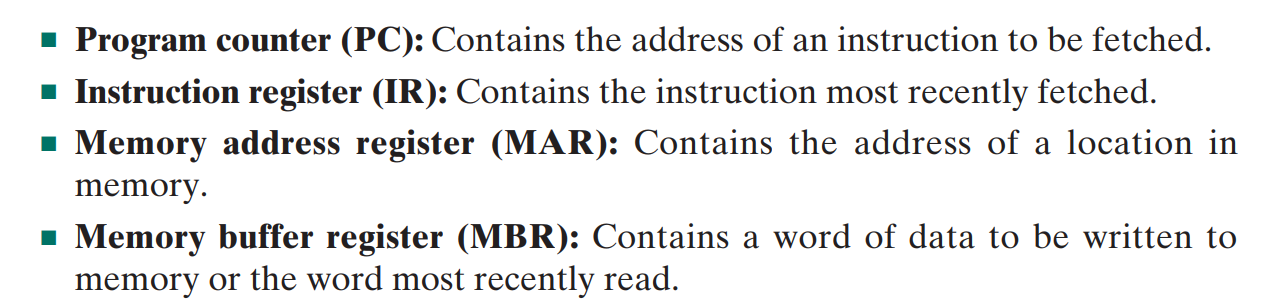 ■ Program counter (PC): Contains the address of an instruction to be fetched.
■ Instruction register (IR): Contains the instruction most recently fetched.
■ Memory address register (MAR): Contains the address of a location in
memory.
■ Memory buffer register (MBR): Contains a word of data to be written to
memory or the word most recently read.